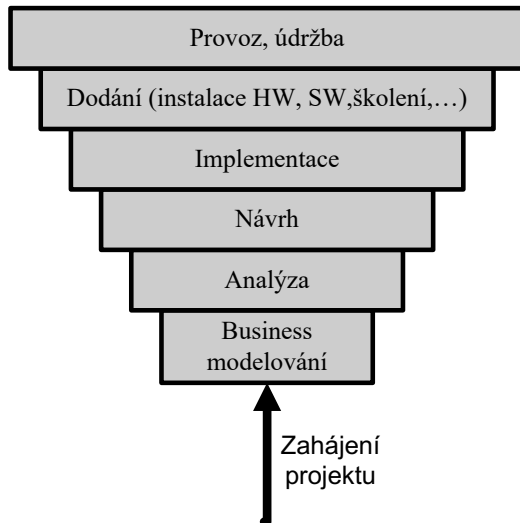 Provoz, údržba
Dodání (instalace HW, SW,školení,…)
Implementace
Návrh
Analýza
Business
modelování
Zahájení
projektu